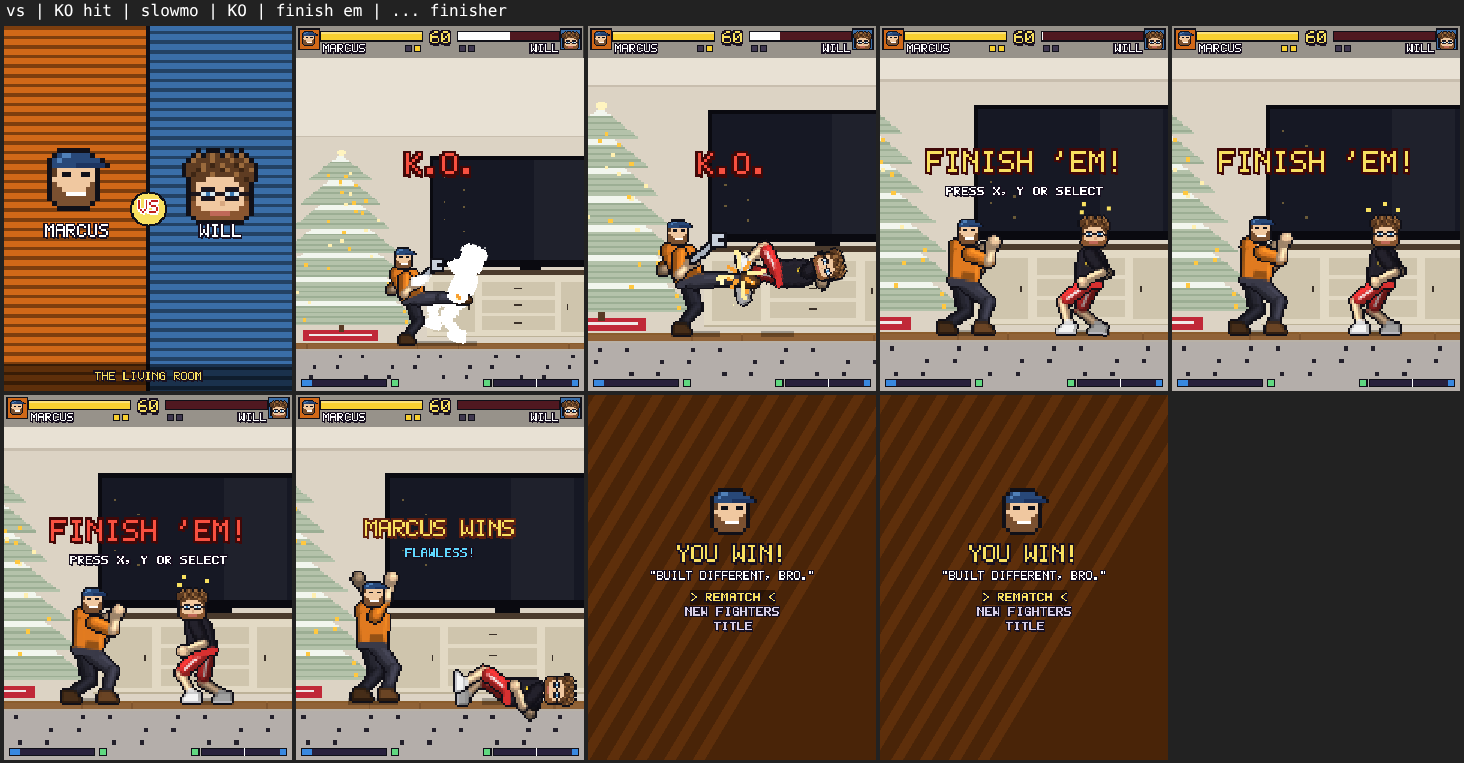 vs | KO hit | slowmo | KO | finish em | ... finisher
MARCUS
VS
WILL
THE LIVING ROOM
60
MARCUS
WILL
K.O.
60
MARCUS
WILL
K.O.
60
MARCUS
WILL
FINISH 'EM!
PRESS X, Y OR SELECT
60
MARCUS
WILL
FINISH 'EM!
60
MARCUS
WILL
FINISH 'EM!
PRESS X, Y OR SELECT
60
MARCUS
WILL
MARCUS WINS
FLAWLESS!
YOU WIN!
"BUILT DIFFERENT, BRO."
> REMATCH <
NEW FIGHTERS
TITLE
YOU WIN!
"BUILT DIFFERENT, BRO."
> REMATCH <
NEW FIGHTERS
TITLE